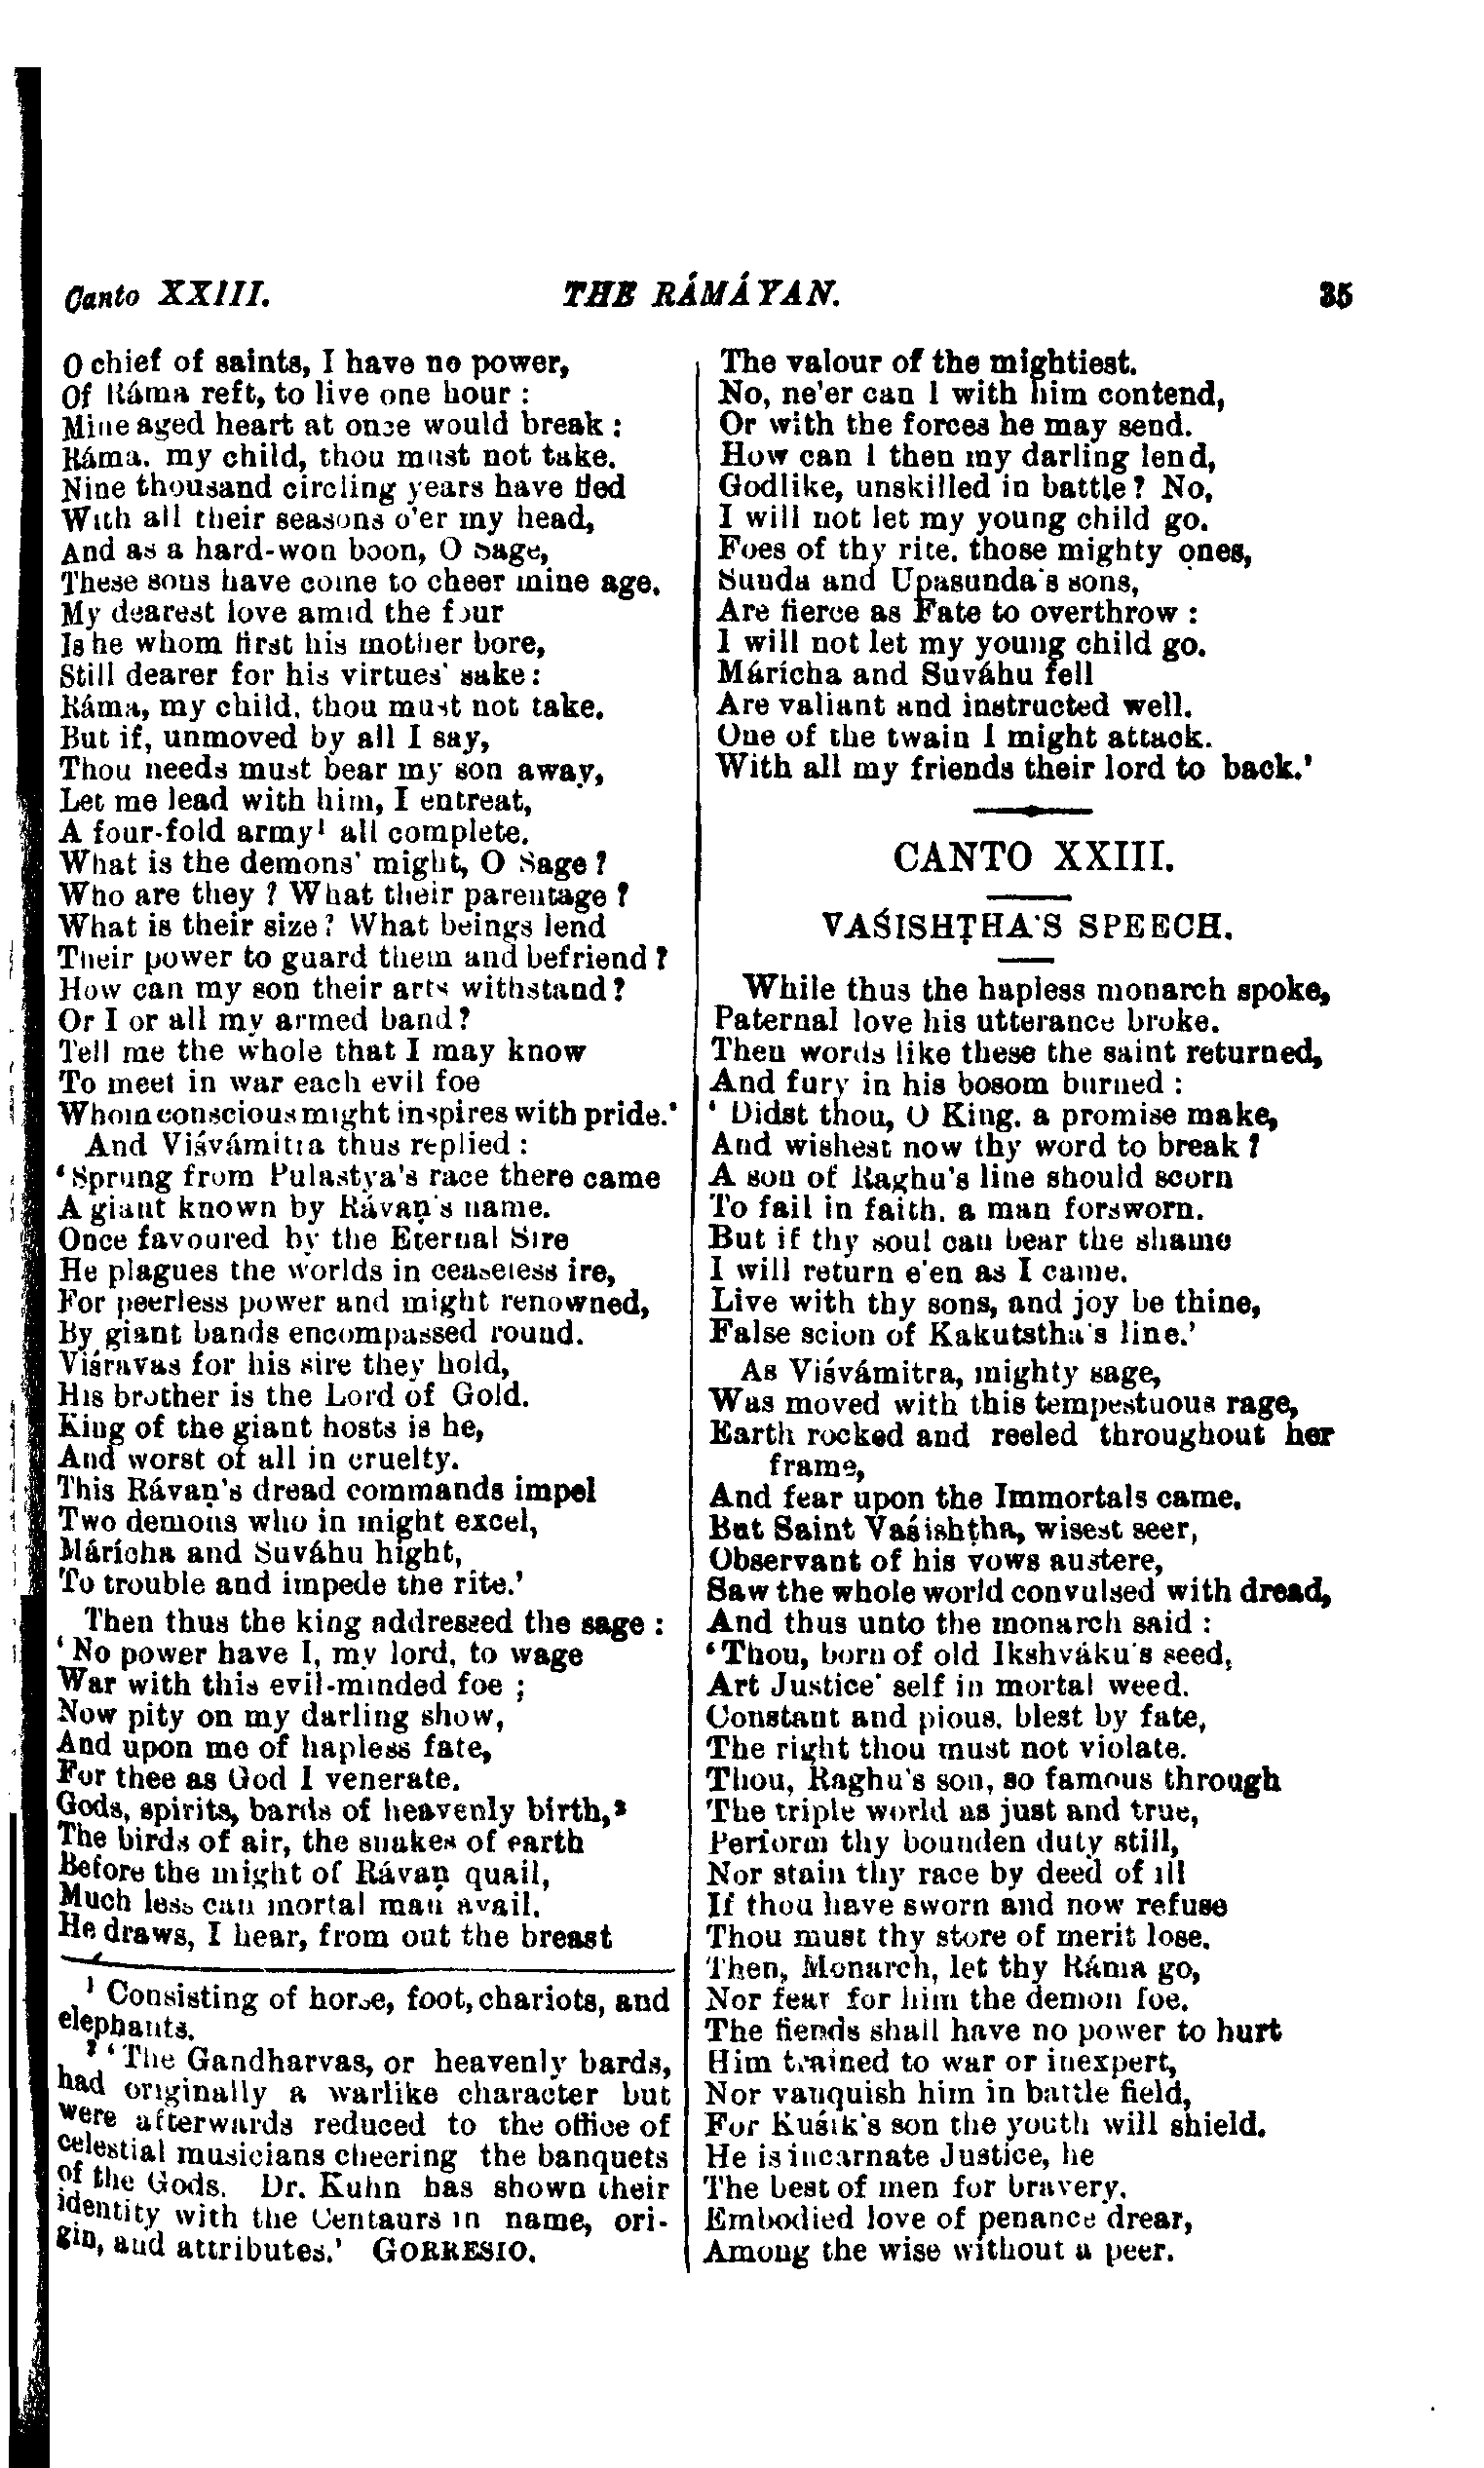 Canto XXIII. THE RÁMÁYAN. 35
O chief of saints, I have no power,
Of Ráma reft, to live one hour :
Mine aged heart at once would break :
Ráma, my child, thou must not take.
Nine thousand circling years have fled
With all their seasons o'er my head,
And as a hard-won boon, O Sage,
These sons have come to cheer mine age.
My dearest love amid the four
Is he whom first his mother bore,
Still dearer for his virtues' sake :
Ráma, my child, thou must not take.
But if, unmoved by all I say,
Thou needs must bear my son away,
Let me lead with him, I entreat,
A four-fold army¹ all complete.
What is the demons' might, O Sage ?
Who are they ? What their parentage ?
What is their size ? What beings lend
Their power to guard them and befriend ?
How can my son their arts withstand ?
Or I or all my armed band ?
Tell me the whole that I may know
To meet in war each evil foe
Whom conscious might inspires with pride.'
And Viśvámitra thus replied :
‘Sprung from Pulastya's race there came
A giant known by Rávaṇ's name.
Once favoured by the Eternal Sire
He plagues the worlds in ceaseless ire,
For peerless power and might renowned,
By giant bands encompassed round.
Viśravas for his sire they hold,
His brother is the Lord of Gold.
King of the giant hosts is he,
And worst of all in cruelty.
This Rávaṇ's dread commands impel
Two demons who in might excel,
Márícha and Suváhu hight,
To trouble and impede the rite.'
Then thus the king addressed the sage :
‘No power have I, my lord, to wage
War with this evil-minded foe ;
Now pity on my darling show,
And upon me of hapless fate,
For thee as God I venerate.
Gods, spirits, bards of heavenly birth,²
The birds of air, the snakes of earth
Before the might of Rávaṇ quail,
Much less can mortal man avail.
He draws, I hear, from out the breast
¹ Consisting of horse, foot, chariots, and
elephants.
² ‘The Gandharvas, or heavenly bards,
had originally a warlike character but
were afterwards reduced to the office of
celestial musicians cheering the banquets
of the Gods. Dr. Kuhn has shown their
identity with the Centaurs in name, ori-
gin, and attributes.' GORRESIO.
The valour of the mightiest.
No, ne'er can I with him contend,
Or with the forces he may send.
How can I then my darling lend,
Godlike, unskilled in battle ? No,
I will not let my young child go.
Foes of thy rite, those mighty ones,
Sunda and Upasunda's sons,
Are fierce as Fate to overthrow :
I will not let my young child go.
Márícha and Suváhu fell
Are valiant and instructed well.
One of the twain I might attack.
With all my friends their lord to back.'
CANTO XXIII.
VAŚISHṬHA'S SPEECH.
While thus the hapless monarch spoke,
Paternal love his utterance broke.
Then words like these the saint returned,
And fury in his bosom burned :
‘Didst thou, O King, a promise make,
And wishest now thy word to break ?
A son of Raghu's line should scorn
To fail in faith, a man forsworn.
But if thy soul can bear the shame
I will return e'en as I came.
Live with thy sons, and joy be thine,
False scion of Kakutstha's line.'
As Viśvámitra, mighty sage,
Was moved with this tempestuous rage,
Earth rocked and reeled throughout her
frame,
And fear upon the Immortals came.
But Saint Vaśishṭha, wisest seer,
Observant of his vows austere,
Saw the whole world convulsed with dread,
And thus unto the monarch said :
‘Thou, born of old Ikshváku's seed,
Art Justice' self in mortal weed.
Constant and pious, blest by fate,
The right thou must not violate.
Thou, Raghu's son, so famous through
The triple world as just and true,
Perform thy bounden duty still,
Nor stain thy race by deed of ill
If thou have sworn and now refuse
Thou must thy store of merit lose.
Then, Monarch, let thy Ráma go,
Nor fear for him the demon foe.
The fiends shall have no power to hurt
Him trained to war or inexpert,
Nor vanquish him in battle field,
For Kuśik's son the youth will shield.
He is incarnate Justice, he
The best of men for bravery.
Embodied love of penance drear,
Among the wise without a peer.